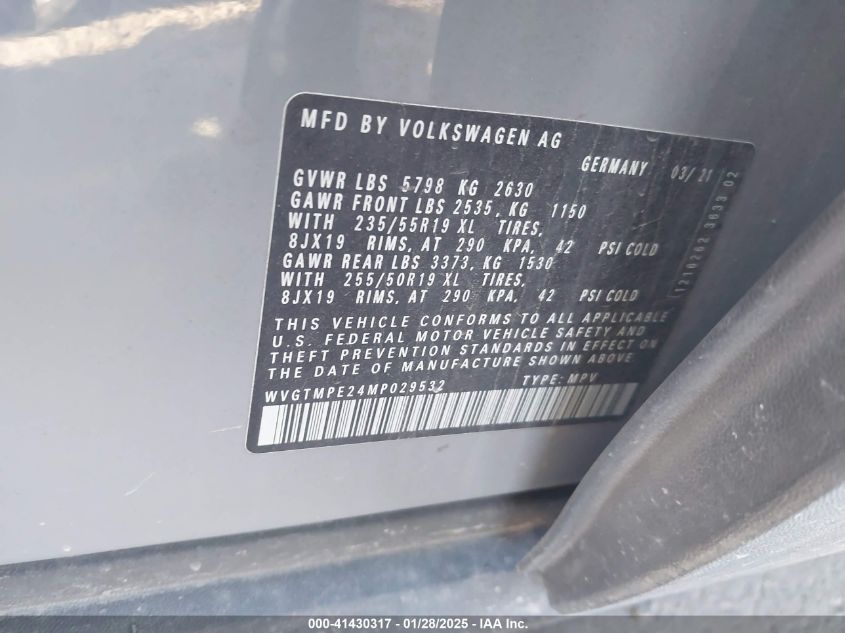 MFD BY VOLKSWAGEN AG
GERMANY 03/21
GVWR LBS 5798 KG 2630
GAWR FRONT LBS 2535, KG 1150
WITH 235/55R19 XL TIRES,
8JX19 RIMS, AT 290 KPA, 42 PSI COLD
GAWR REAR LBS 3373, KG 1530
WITH 255/50R19 XL TIRES,
8JX19 RIMS, AT 290 KPA, 42 PSI COLD
THIS VEHICLE CONFORMS TO ALL APPLICABLE
U.S. FEDERAL MOTOR VEHICLE SAFETY AND
THEFT PREVENTION STANDARDS IN EFFECT ON
THE DATE OF MANUFACTURE SHOWN ABOVE
WVGTMPE24MP029532 TYPE: MPV
1210262 3633 02
000-41430317 | 01/28/2025 | IAA Inc.